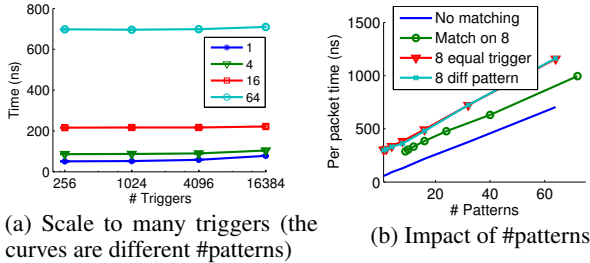 800
600
400
200
0
Time (ns)
256 1024 4096 16384
# Triggers
1
4
16
64
(a) Scale to many triggers (the
curves are different #patterns)
No matching
Match on 8
8 equal trigger
8 diff pattern
1500
1000
500
0
Per packet time (ns)
0 20 40 60
# Patterns
(b) Impact of #patterns